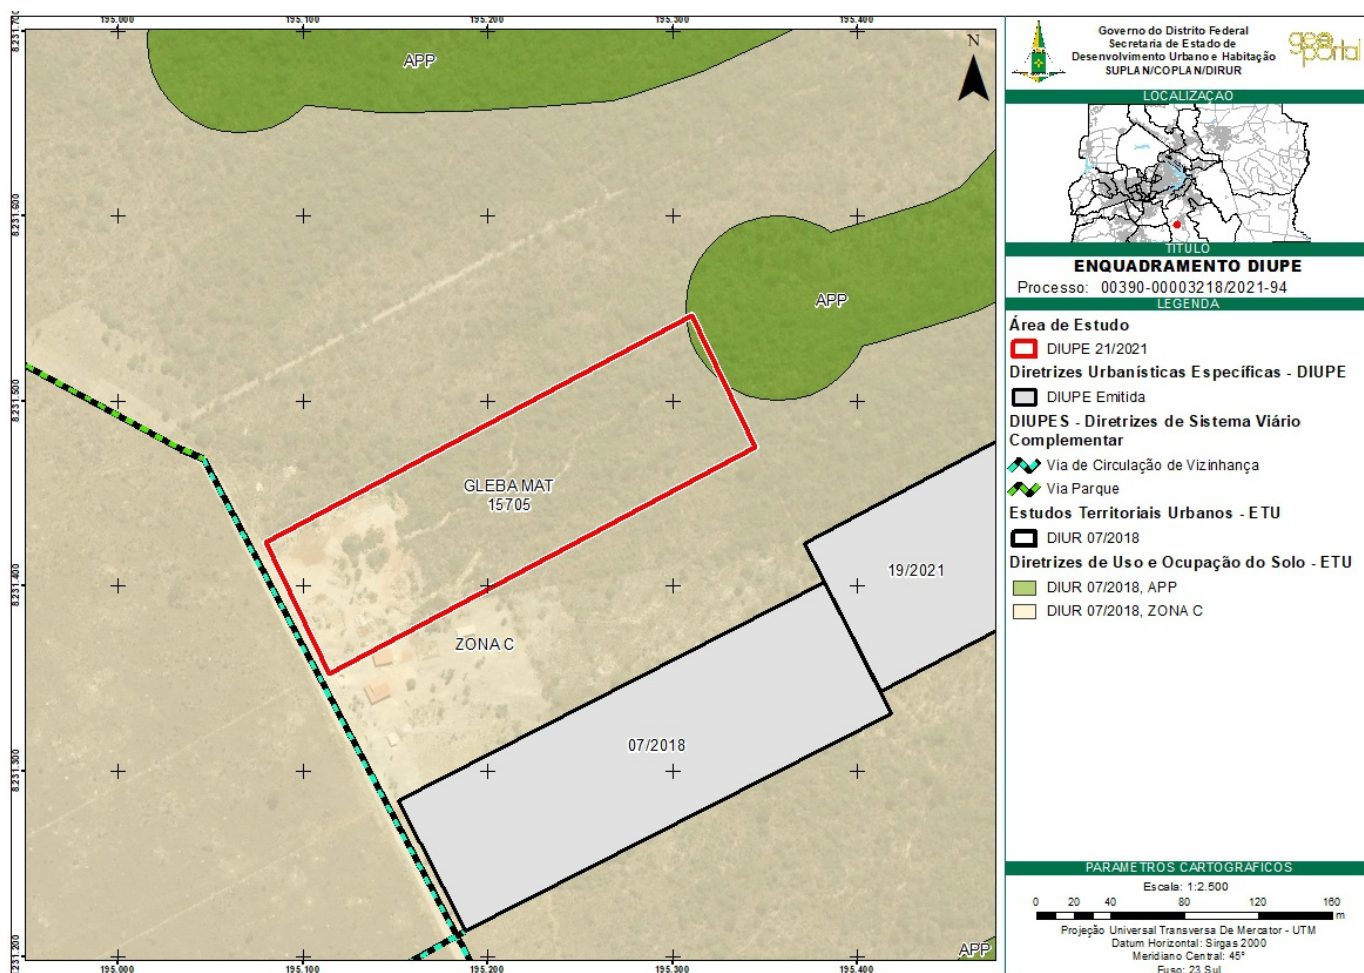 195.000
195.100
195.200
195.300
195.400
8.231.700
8.231.600
8.231.500
8.231.400
8.231.300
8.231.200
APP
N
APP
GLEBA MAT
15705
ZONA C
19/2021
07/2018
APP
195.000
195.100
195.200
195.300
195.400
Governo do Distrito Federal
Secretaria de Estado de
Desenvolvimento Urbano e Habitação
SUPLAN/COPLAN/DIRUR
geo
portal
LOCALIZAÇÃO
TÍTULO
ENQUADRAMENTO DIUPE
Processo: 00390-00003218/2021-94
LEGENDA
Área de Estudo
DIUPE 21/2021
Diretrizes Urbanísticas Específicas - DIUPE
DIUPE Emitida
DIUPES - Diretrizes de Sistema Viário
Complementar
Via de Circulação de Vizinhança
Via Parque
Estudos Territoriais Urbanos - ETU
DIUR 07/2018
Diretrizes de Uso e Ocupação do Solo - ETU
DIUR 07/2018, APP
DIUR 07/2018, ZONA C
PARÂMETROS CARTOGRÁFICOS
Escala: 1:2.500
0 20 40 80 120 160
m
Projeção Universal Transversa De Mercator - UTM
Datum Horizontal: Sirgas 2000
Meridiano Central: 45°
Fuso: 23 Sul